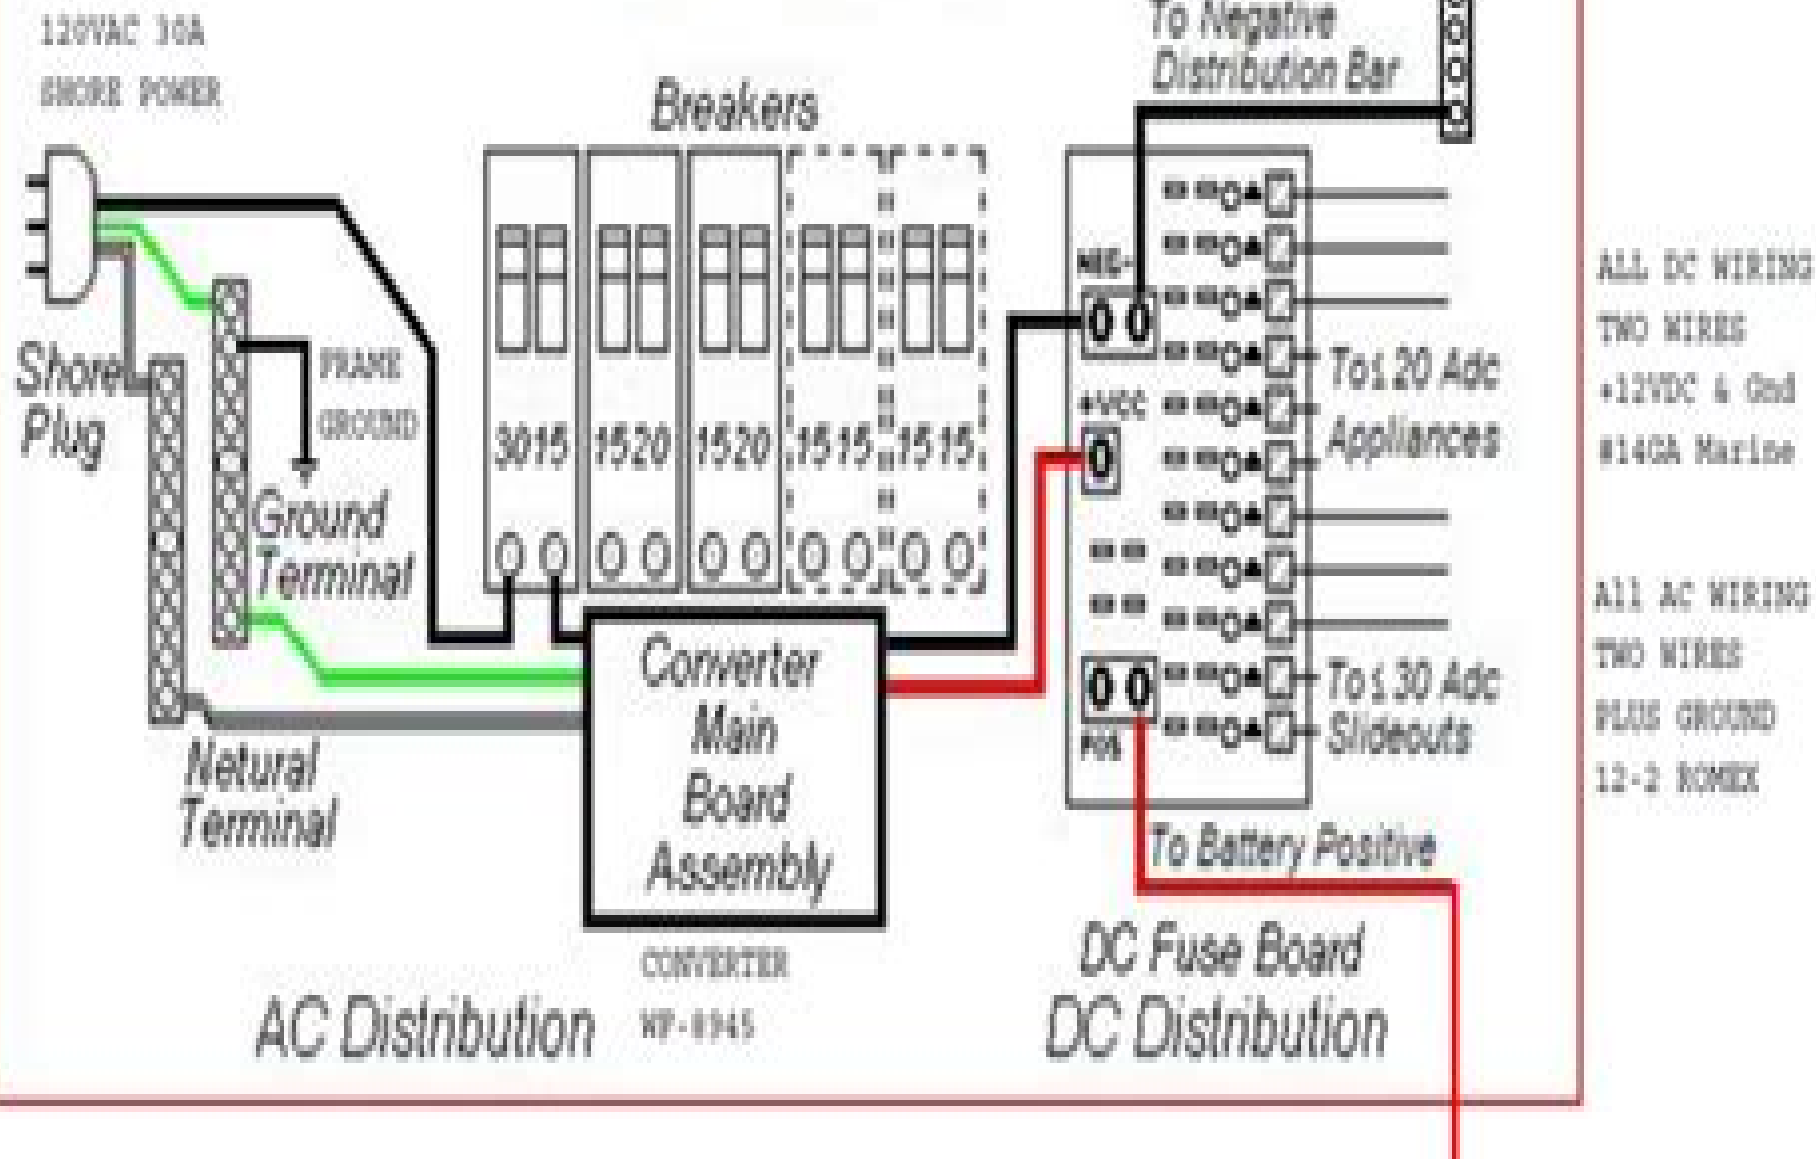 120VAC 30A
SHORE POWER
Breakers
To Negative
Distribution Bar
Shore
Plug
FRAME
GROUND
Ground
Terminal
3015 1520 1520 1515 1515
NEG-
+VCC
To≤20 Adc
Appliances
ALL DC WIRING
TWO WIRES
+12VDC & Gnd
#14GA Marine
All AC WIRING
TWO WIRES
PLUS GROUND
12-2 ROMEX
Netural
Terminal
Converter
Main
Board
Assembly
To≤30 Adc
Slideouts
POS
To Battery Positive
CONVERTER
WF-8945
AC Distribution
DC Fuse Board
DC Distribution